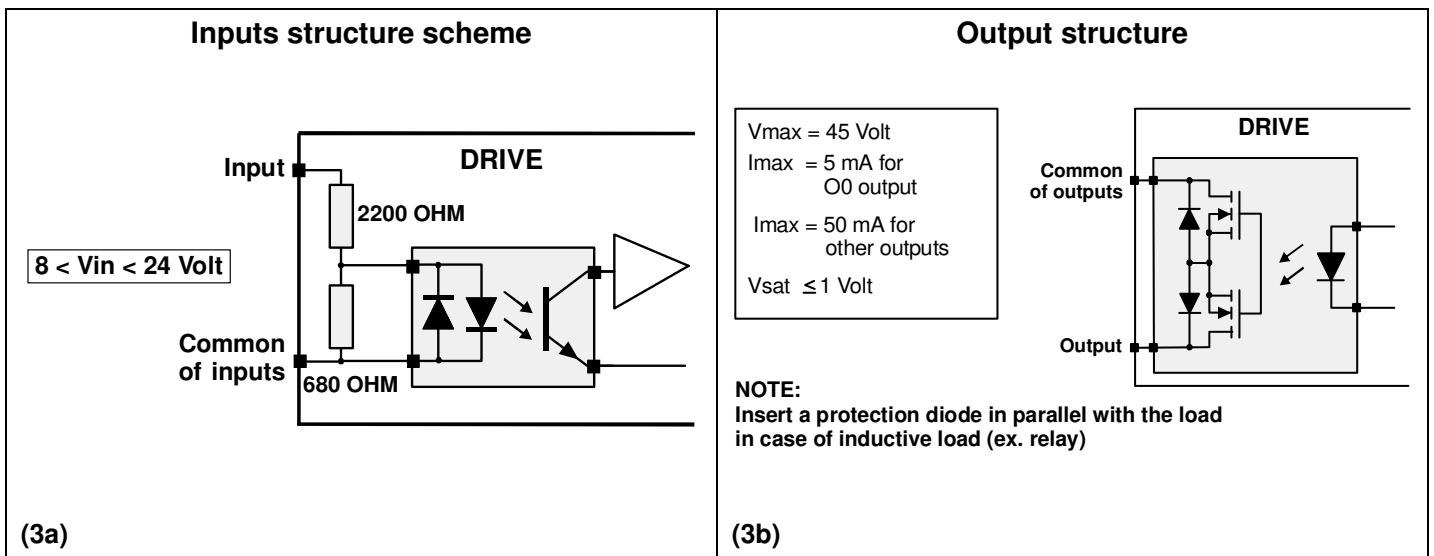 Inputs structure scheme
DRIVE
Input
2200 OHM
8 < Vin < 24 Volt
Common
of inputs
680 OHM
(3a)
Output structure
Vmax = 45 Volt
Imax = 5 mA for
O0 output
Imax = 50 mA for
other outputs
Vsat ≤ 1 Volt
DRIVE
Common
of outputs
Output
NOTE:
Insert a protection diode in parallel with the load
in case of inductive load (ex. relay)
(3b)